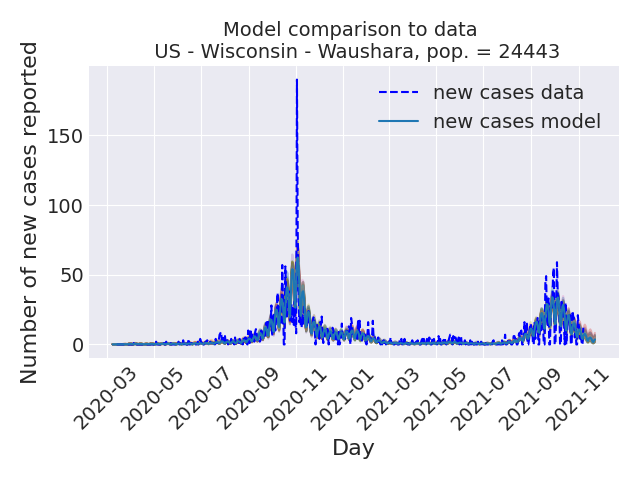 Model comparison to data
US - Wisconsin - Waushara, pop. = 24443
Number of new cases reported
150
100
50
0
new cases data
new cases model
2020-03
2020-05
2020-07
2020-09
2020-11
2021-01
2021-03
2021-05
2021-07
2021-09
2021-11
Day